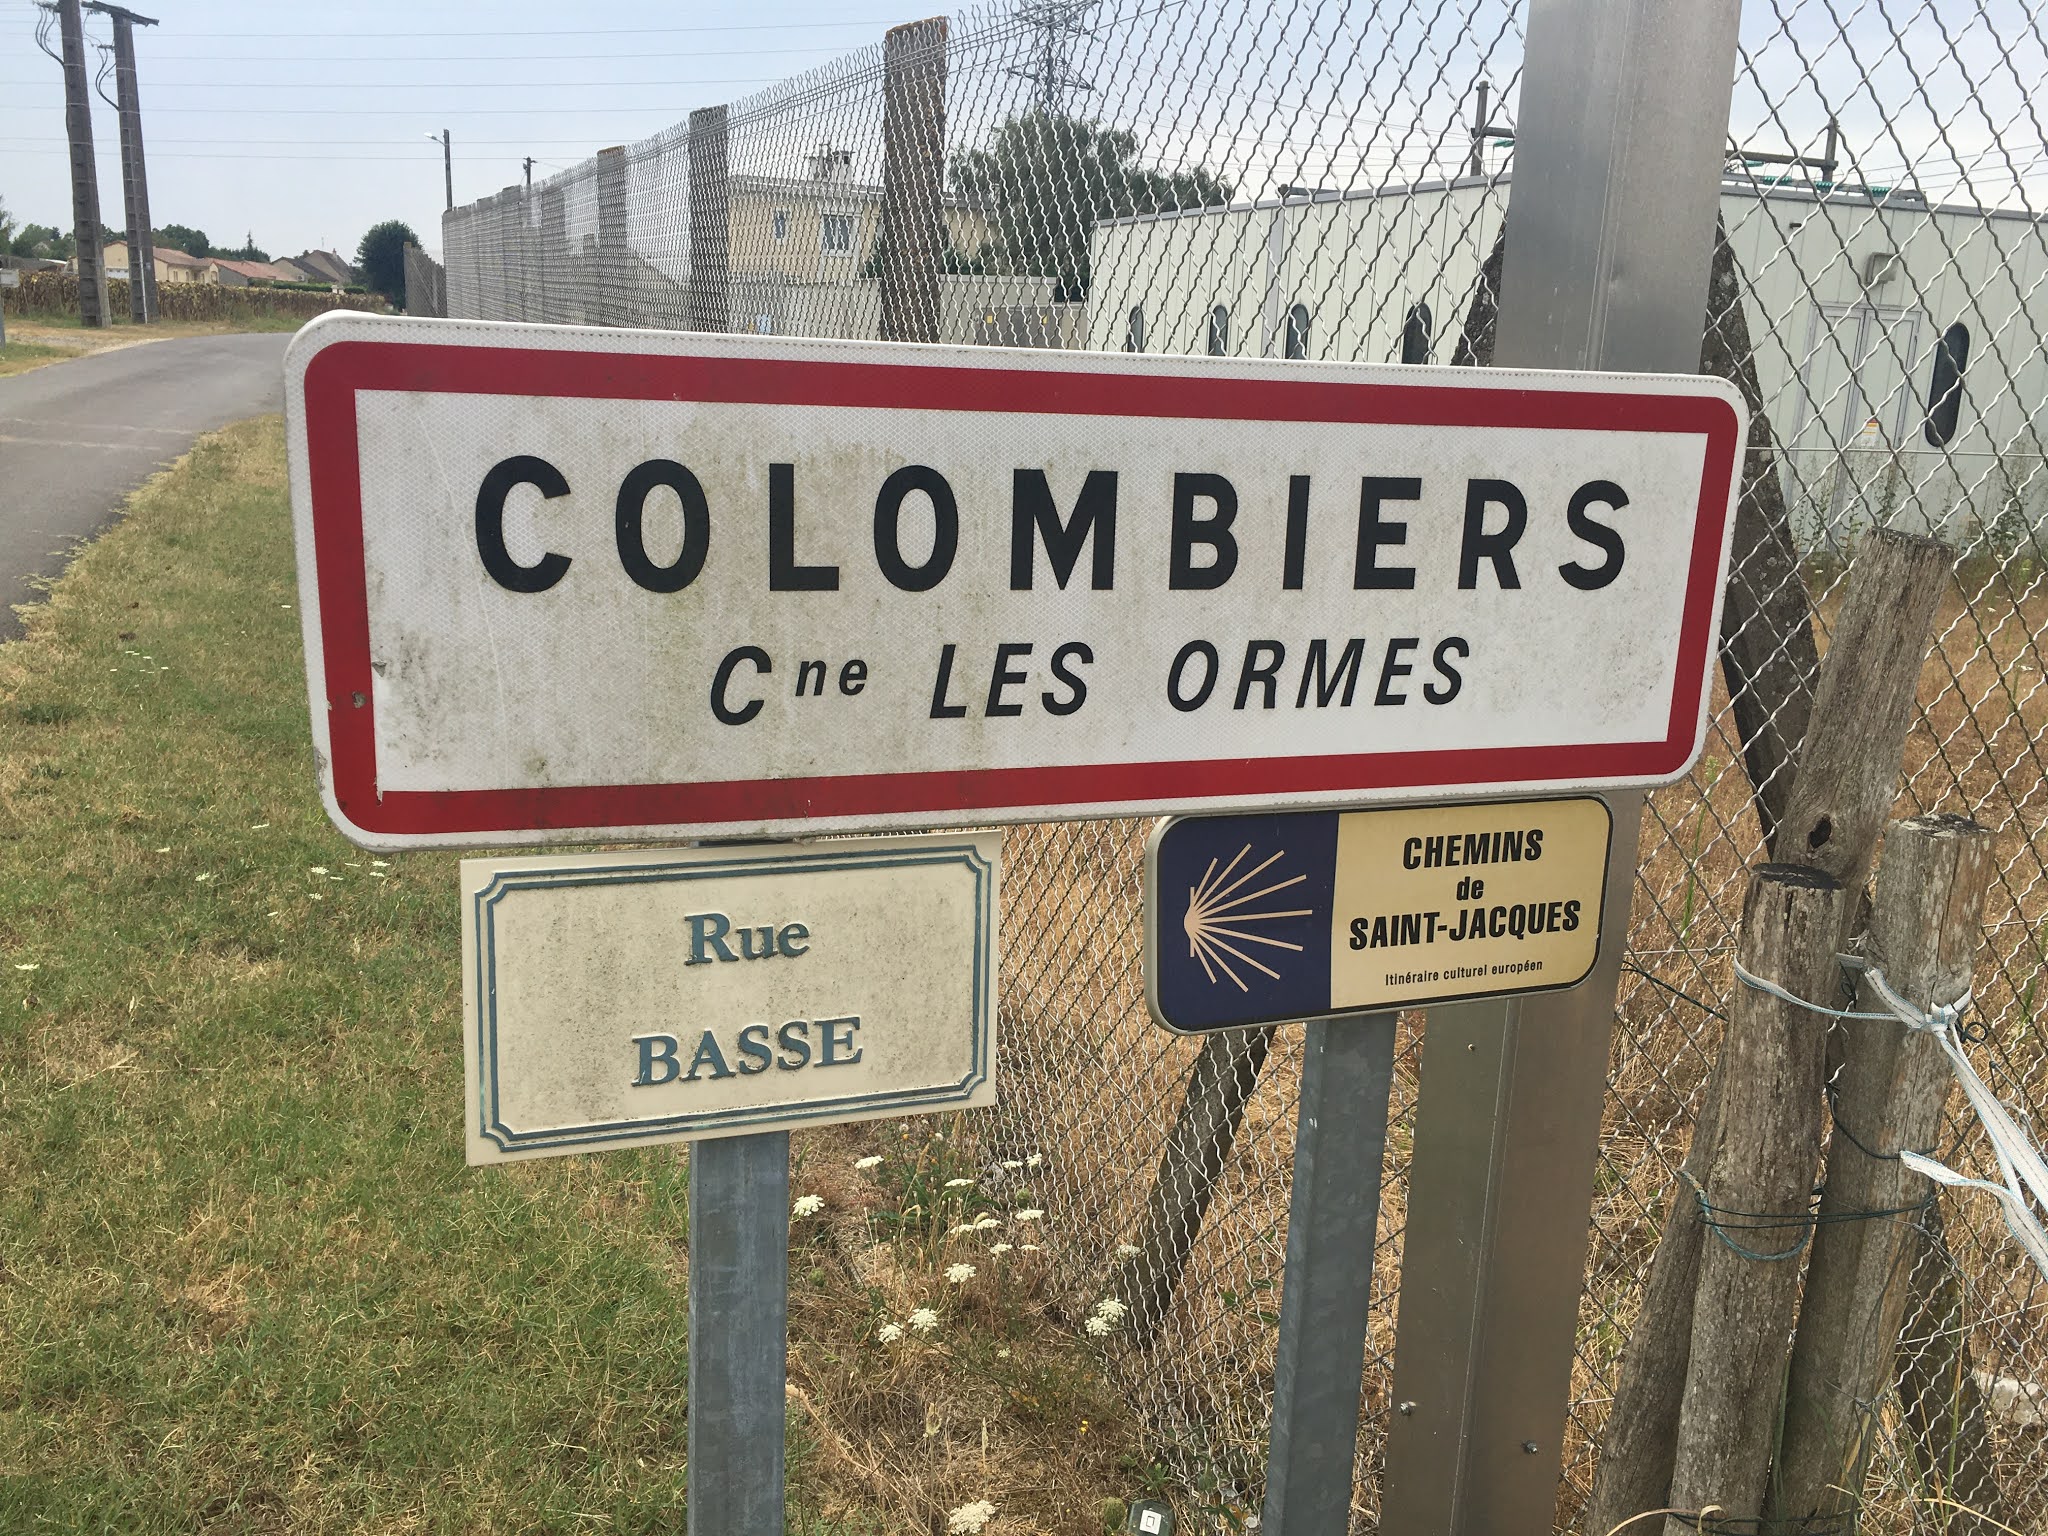 COLOMBIERS
Cne LES ORMES
Rue
BASSE
CHEMINS
de
SAINT-JACQUES
Itinéraire culturel européen